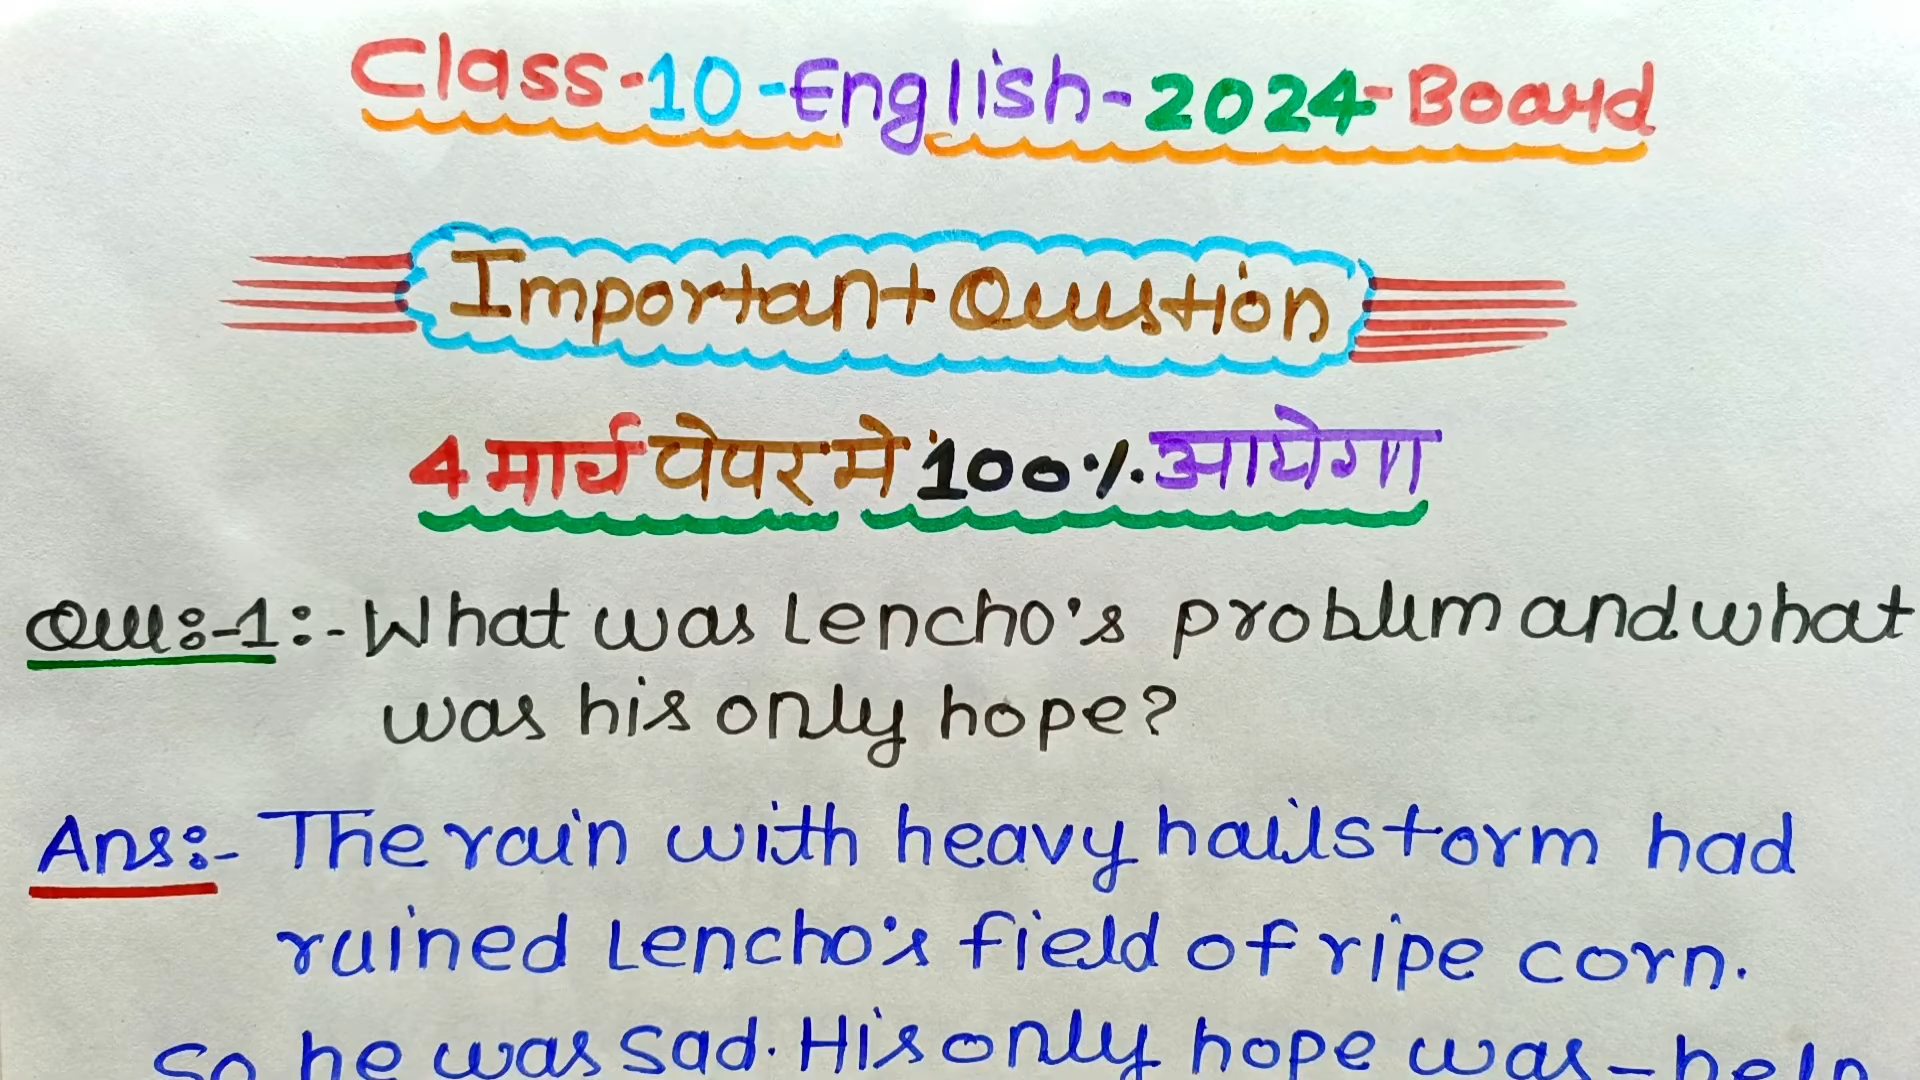 Class-10-English-2024-Board
Important Question
4 मार्च पेपर मे 100% आयेगा
Que:-1:- What was Lencho's problem and what
was his only hope?
Ans:- The rain with heavy hailstorm had
ruined Lencho's field of ripe corn.
So he was sad. His only hope was - help